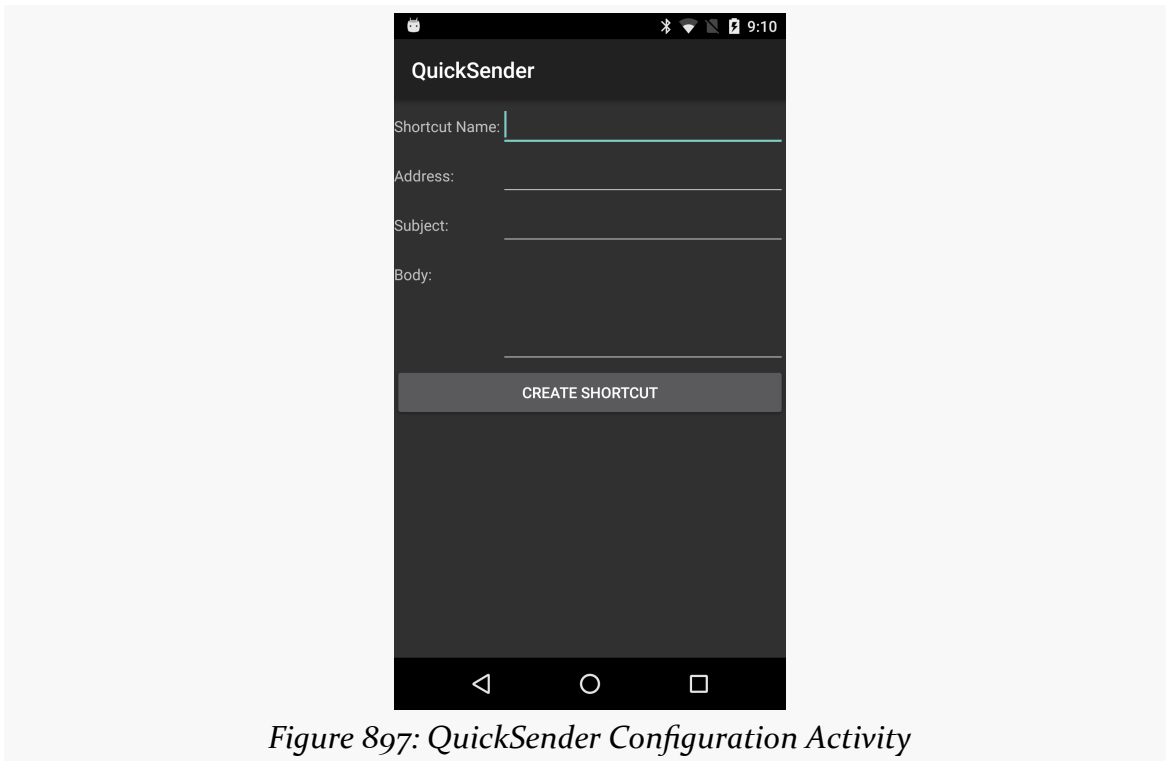 9:10
QuickSender
Shortcut Name:
Address:
Subject:
Body:
CREATE SHORTCUT
Figure 897: QuickSender Configuration Activity